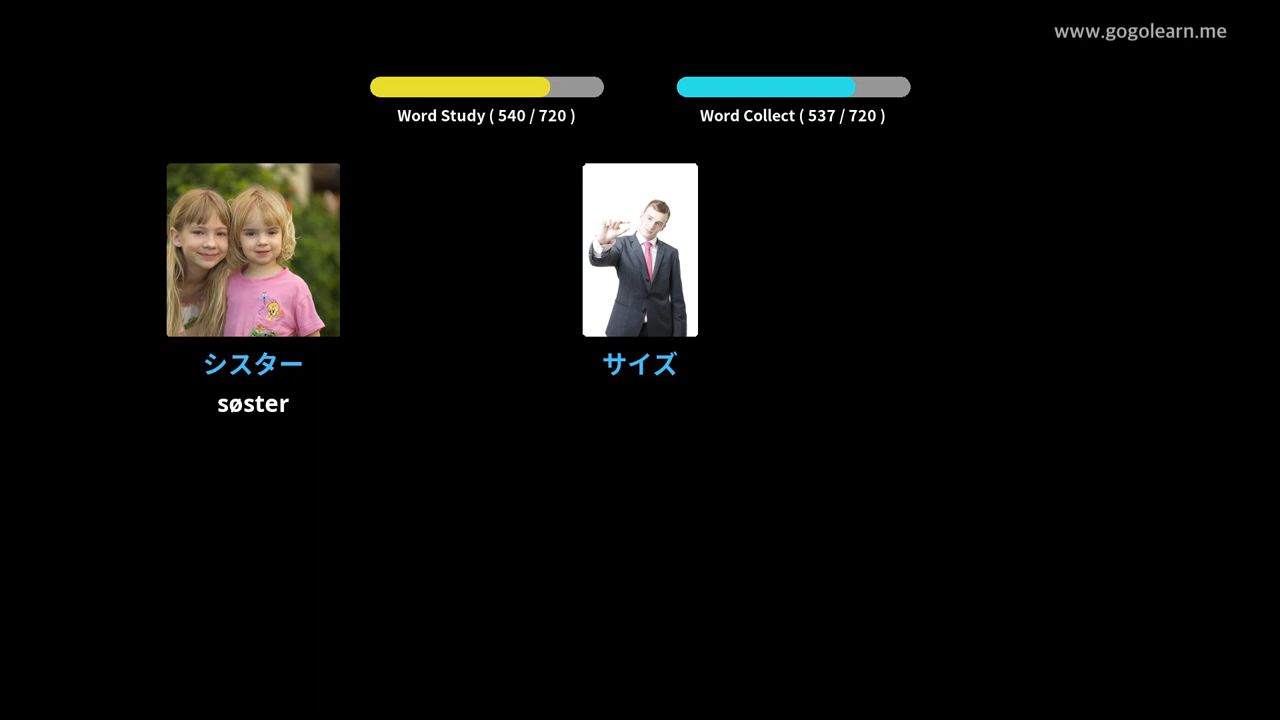 www.gogolearn.me
Word Study ( 540 / 720 )
Word Collect ( 537 / 720 )
シスター
サイズ
søster